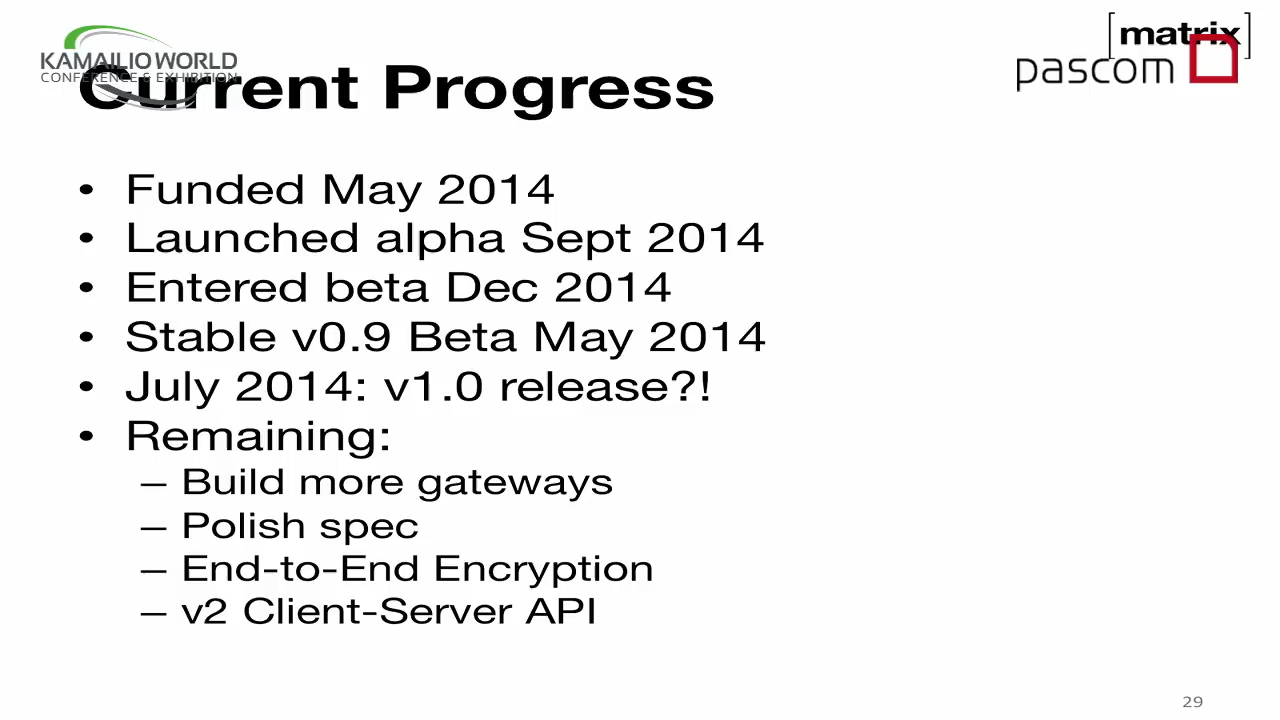 KAMAILIO WORLD
CONFERENCE & EXHIBITION
[matrix]
pascom
Current Progress
• Funded May 2014
• Launched alpha Sept 2014
• Entered beta Dec 2014
• Stable v0.9 Beta May 2014
• July 2014: v1.0 release?!
• Remaining:
– Build more gateways
– Polish spec
– End-to-End Encryption
– v2 Client-Server API
29